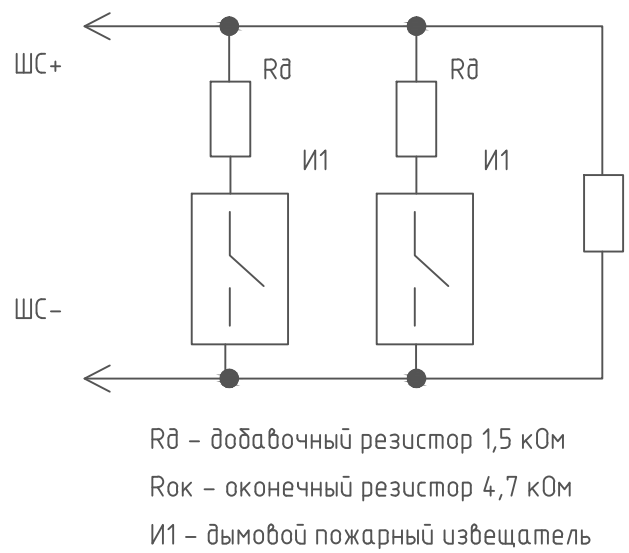 ШС+
Rд
Rд
И1
И1
ШС-
Rд - добавочный резистор 1,5 кОм
Rок - оконечный резистор 4,7 кОм
И1 - дымовой пожарный извещатель